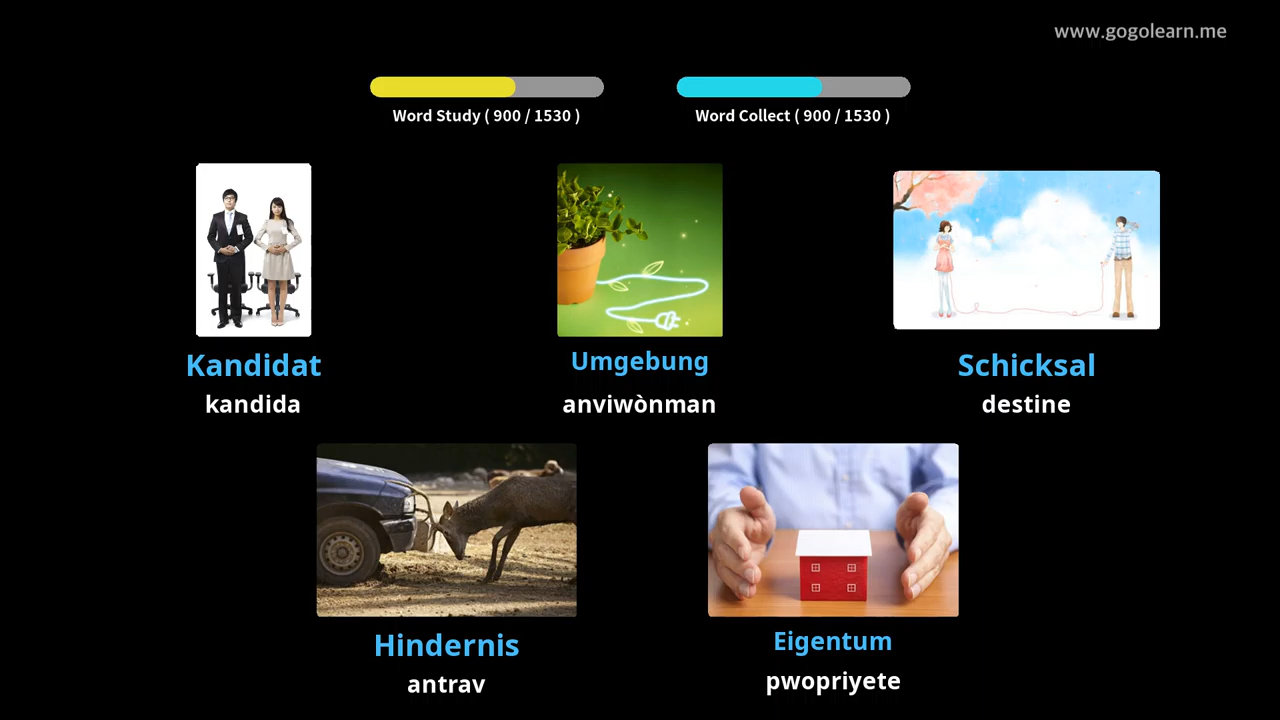 www.gogolearn.me
Word Study ( 900 / 1530 )
Word Collect ( 900 / 1530 )
Kandidat
kandida
Umgebung
anviwònman
Schicksal
destine
Hindernis
antrav
Eigentum
pwopriyete